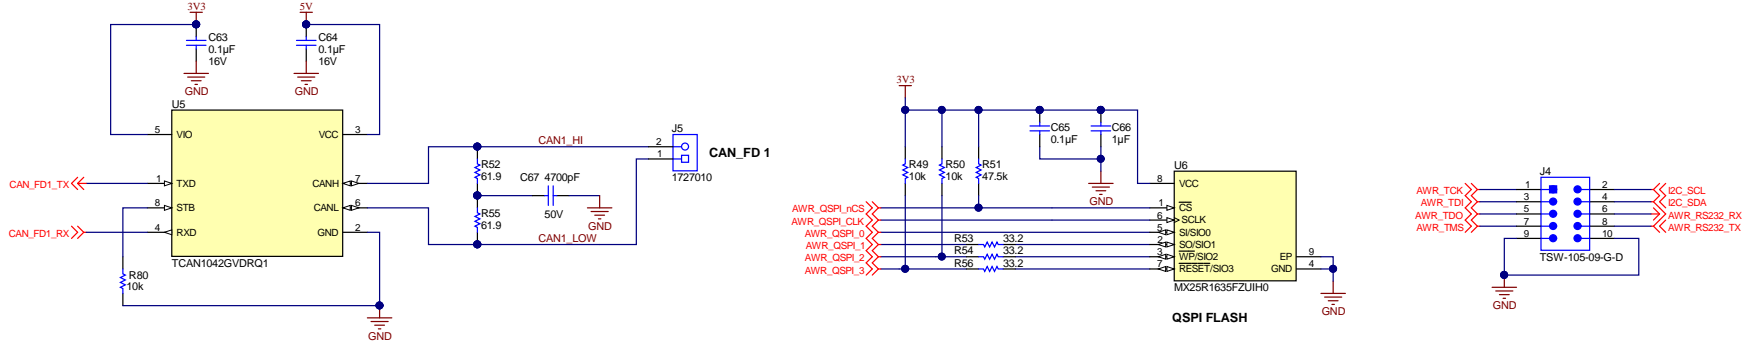 3V3
C63
0.1µF
16V
GND
5V
C64
0.1µF
16V
GND
U5
5 VIO
VCC 3
CAN_FD1_TX
1 TXD
CANH 7
8 STB
CANL 6
CAN_FD1_RX
4 RXD
GND 2
TCAN1042GVDRQ1
R80
10k
GND
CAN1_HI
R52
61.9
C67 4700pF
50V
GND
R55
61.9
CAN1_LOW
J5
2
1
1727010
CAN_FD 1
3V3
C65
0.1µF
C66
1µF
GND
R49
10k
R50
10k
R51
47.5k
AWR_QSPI_nCS
AWR_QSPI_CLK
AWR_QSPI_0
AWR_QSPI_1
AWR_QSPI_2
AWR_QSPI_3
R53 33.2
R54 33.2
R56 33.2
U6
8 VCC
1 CS
6 SCLK
5 SI/SIO0
2 SO/SIO1
3 WP/SIO2
7 RESET/SIO3
EP 9
GND 4
MX25R1635FZUIH0
GND
QSPI FLASH
J4
AWR_TCK 1 2 I2C_SCL
AWR_TDI 3 4 I2C_SDA
AWR_TDO 5 6 AWR_RS232_RX
AWR_TMS 7 8 AWR_RS232_TX
9 10
TSW-105-09-G-D
GND